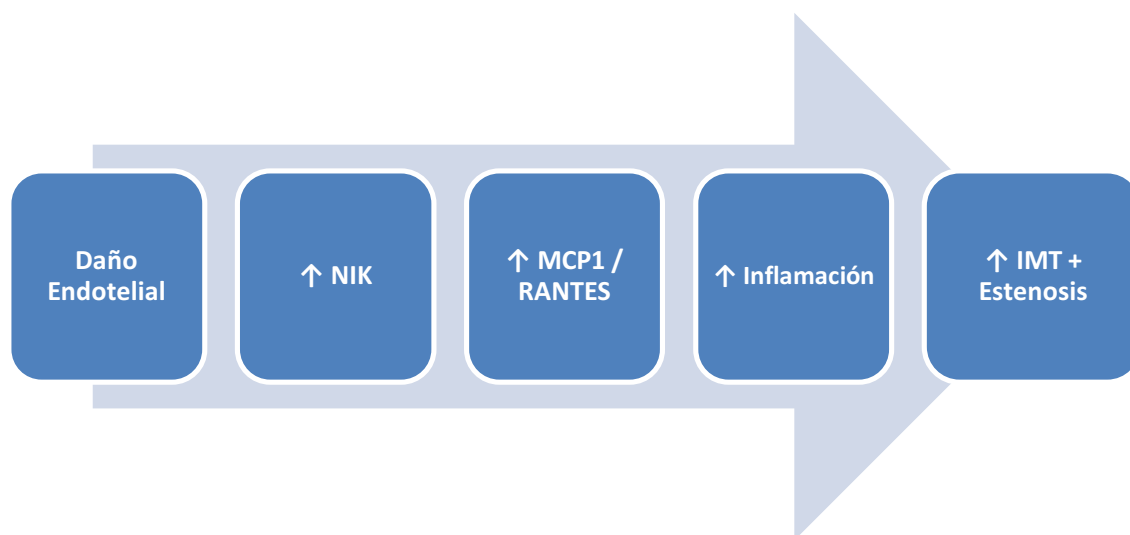 Daño
Endotelial
↑ NIK
↑ MCP1 /
RANTES
↑ Inflamación
↑ IMT +
Estenosis